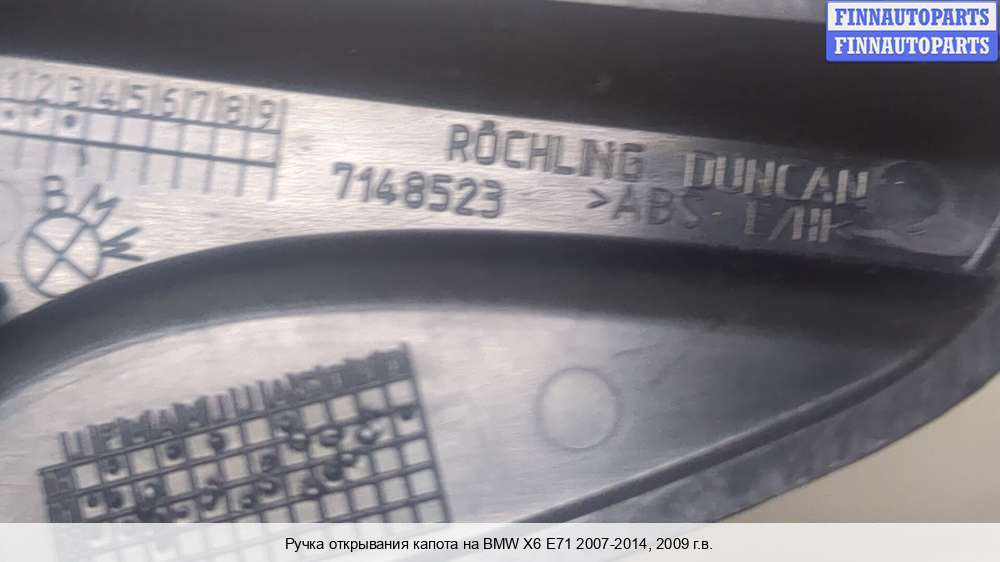 FINNAUTOPARTS
FINNAUTOPARTS
1 2 3 4 5 6 7 8 9
RÖCHLING DUNCAN
7148523 >ABS
BMW
Ручка открывания капота на BMW X6 E71 2007-2014, 2009 г.в.